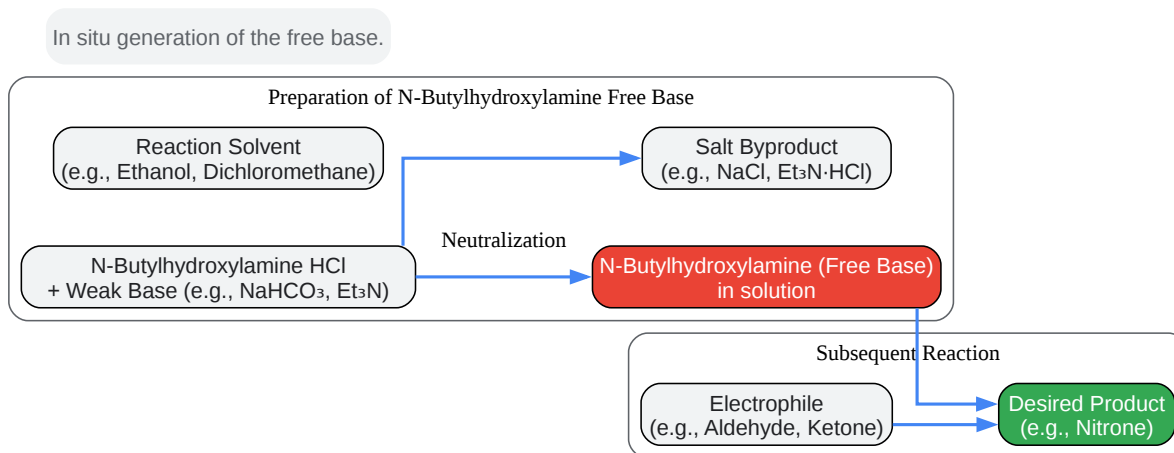 In situ generation of the free base.
Preparation of N-Butylhydroxylamine Free Base
Reaction Solvent
(e.g., Ethanol, Dichloromethane)
Salt Byproduct
(e.g., NaCl, Et₃N·HCl)
Neutralization
N-Butylhydroxylamine HCl
+ Weak Base (e.g., NaHCO₃, Et₃N)
N-Butylhydroxylamine (Free Base)
in solution
Subsequent Reaction
Electrophile
(e.g., Aldehyde, Ketone)
Desired Product
(e.g., Nitrone)